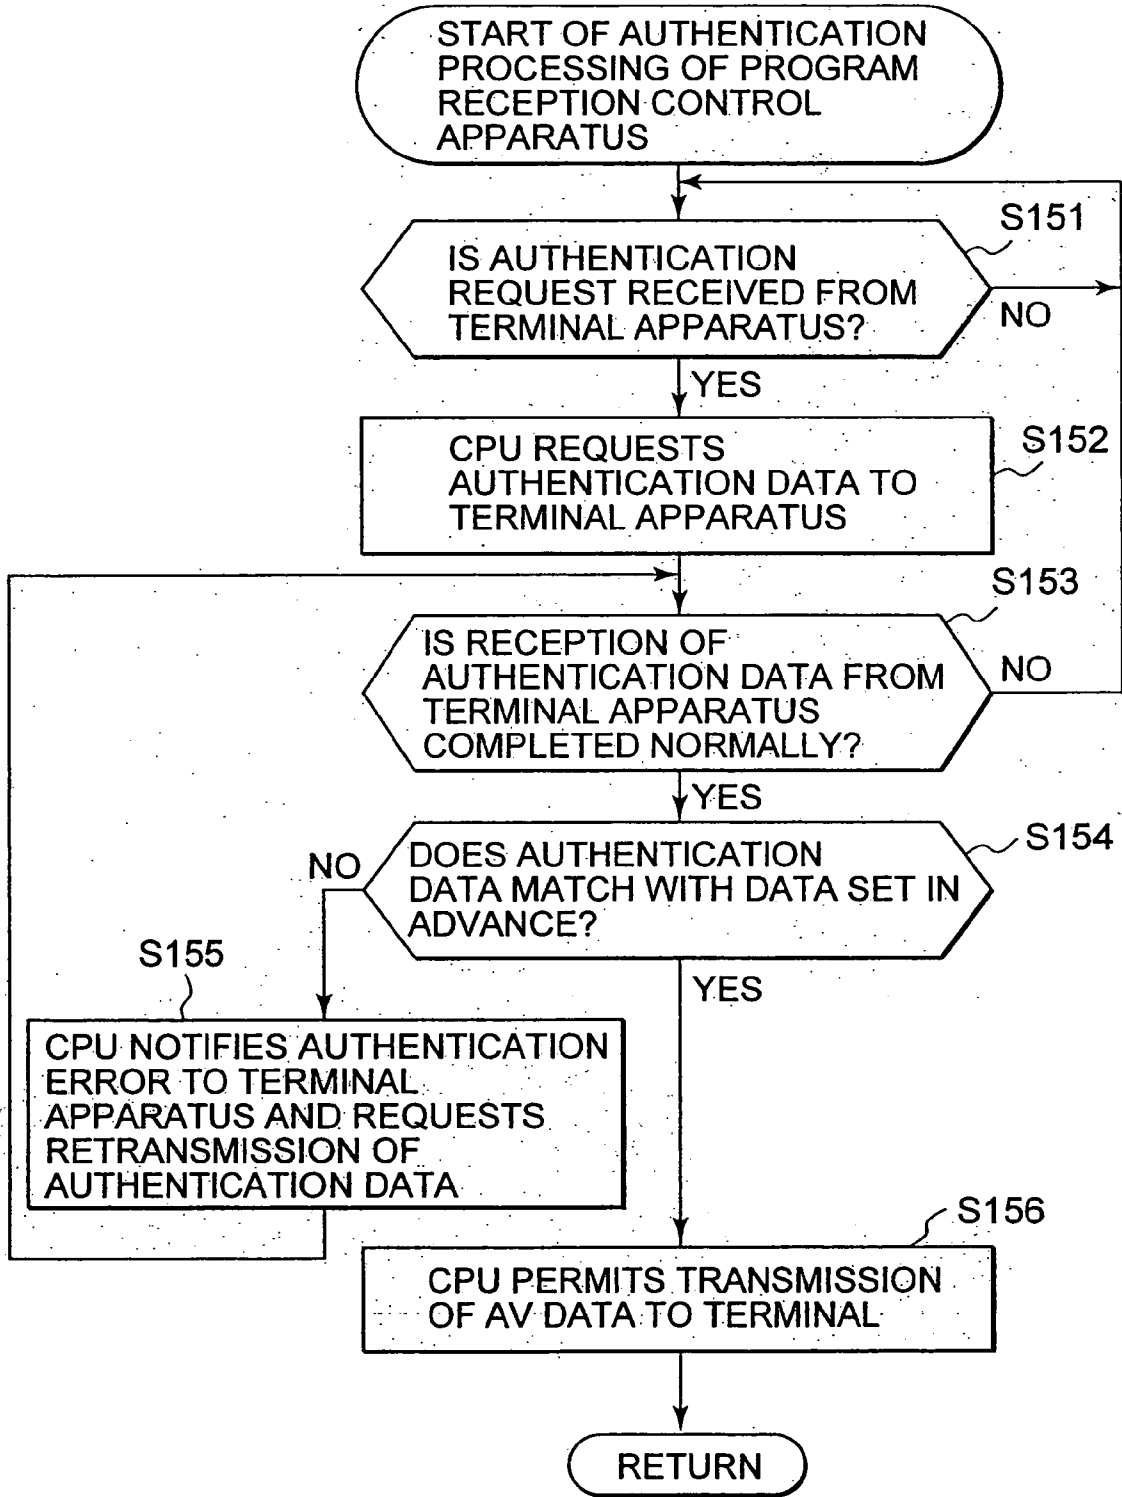 START OF AUTHENTICATION
PROCESSING OF PROGRAM
RECEPTION CONTROL
APPARATUS
S151
IS AUTHENTICATION
REQUEST RECEIVED FROM
TERMINAL APPARATUS?
NO
YES
S152
CPU REQUESTS
AUTHENTICATION DATA TO
TERMINAL APPARATUS
S153
IS RECEPTION OF
AUTHENTICATION DATA FROM
TERMINAL APPARATUS
COMPLETED NORMALLY?
NO
YES
S154
DOES AUTHENTICATION
DATA MATCH WITH DATA SET IN
ADVANCE?
NO
YES
S155
CPU NOTIFIES AUTHENTICATION
ERROR TO TERMINAL
APPARATUS AND REQUESTS
RETRANSMISSION OF
AUTHENTICATION DATA
S156
CPU PERMITS TRANSMISSION
OF AV DATA TO TERMINAL
RETURN